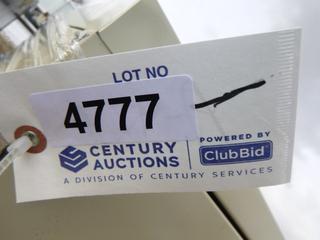 LOT NO
4777
CENTURY AUCTIONS
POWERED BY
ClubBid
A DIVISION OF CENTURY SERVICES